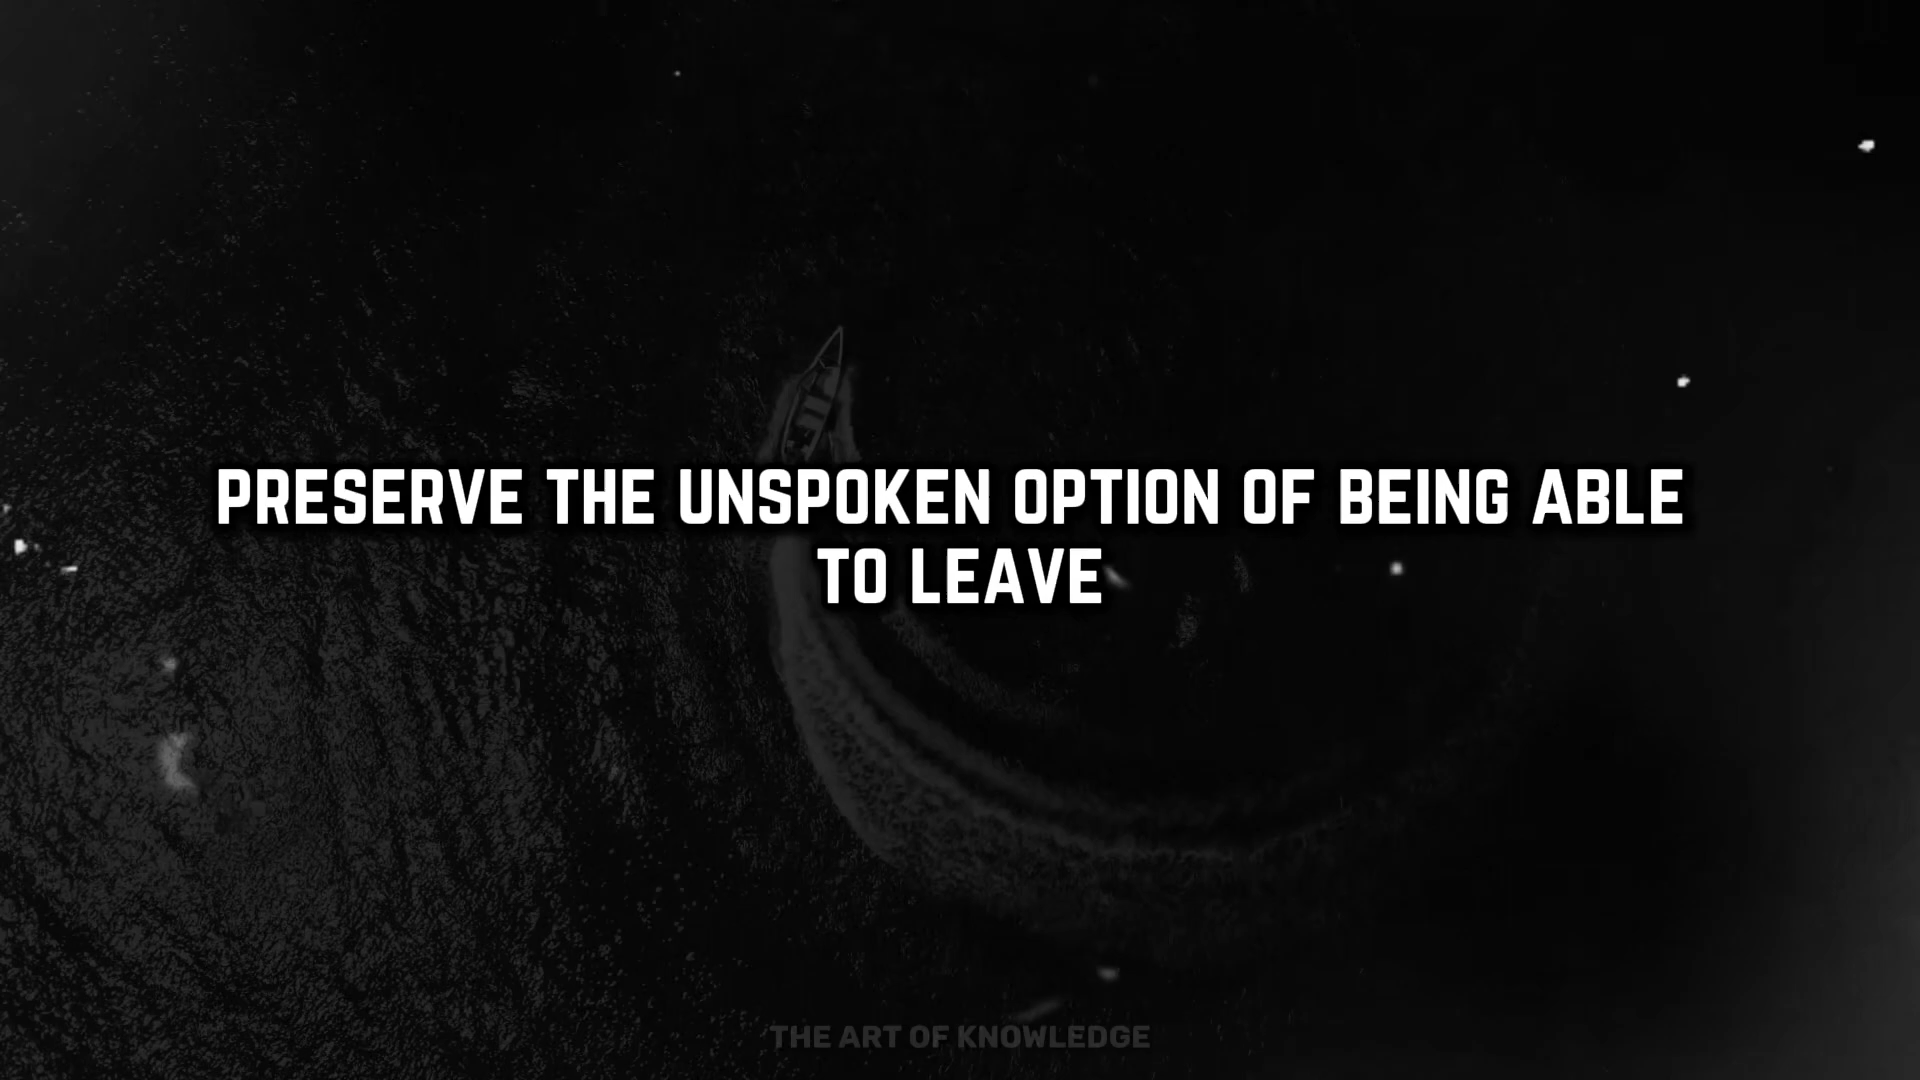 PRESERVE THE UNSPOKEN OPTION OF BEING ABLE
TO LEAVE
THE ART OF KNOWLEDGE